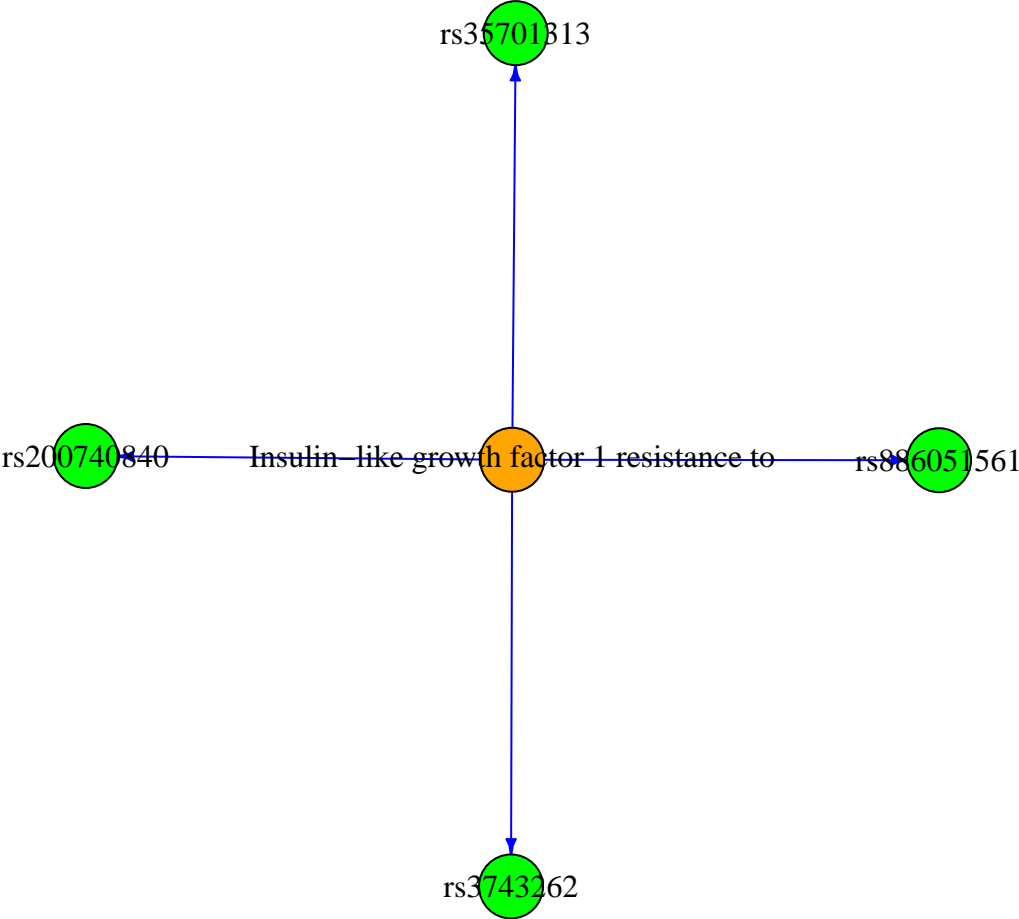 rs35701313
rs200740840
Insulin−like growth factor 1 resistance to
rs886051561
rs3743262